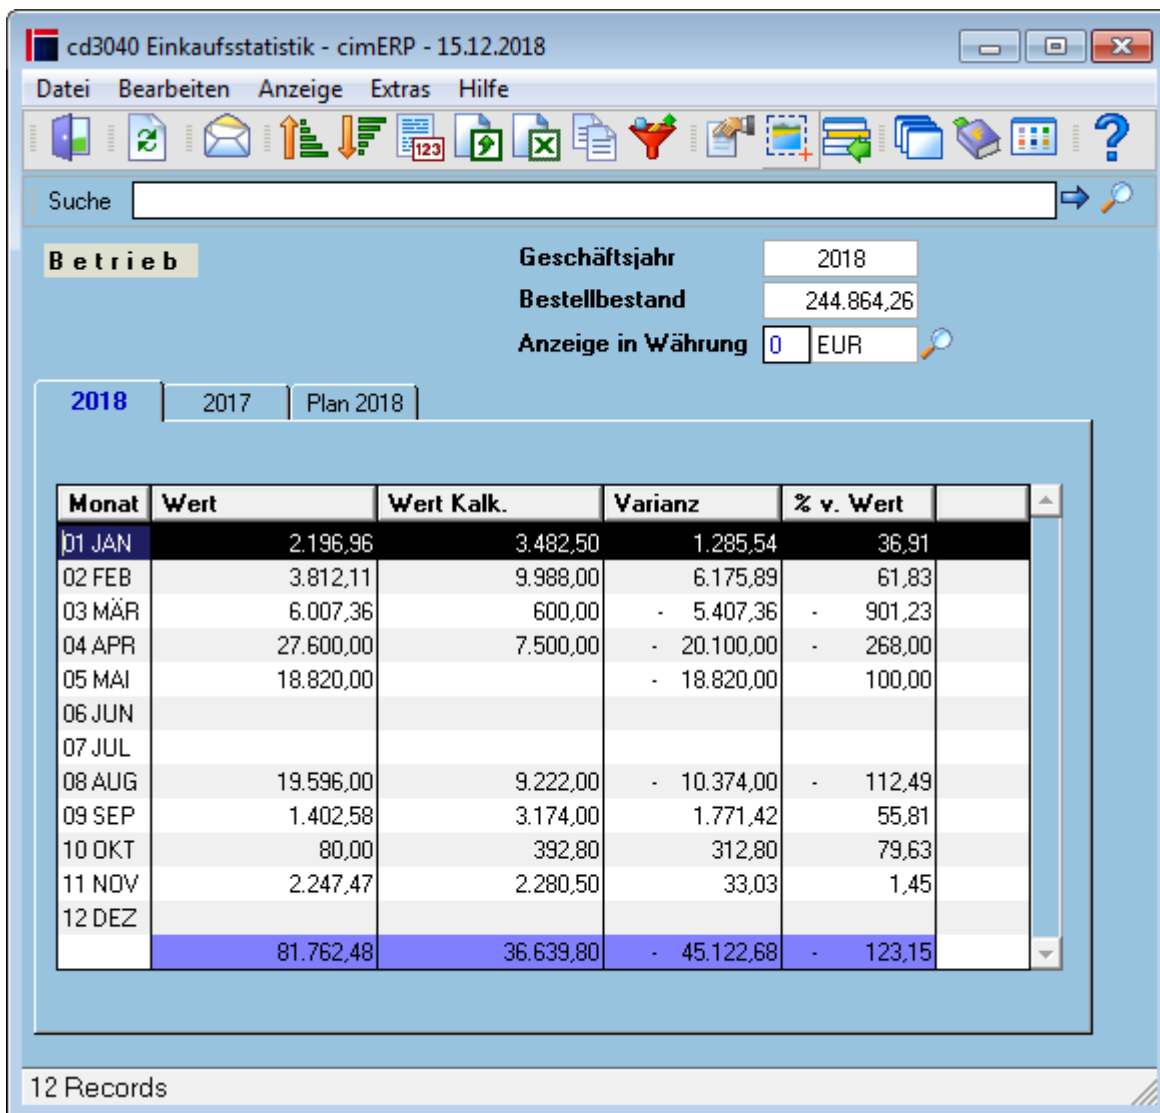 cd3040 Einkaufsstatistik - cimERP - 15.12.2018
Datei Bearbeiten Anzeige Extras Hilfe
123
Suche
Betrieb
Geschäftsjahr 2018
Bestellbestand 244.864,26
Anzeige in Währung 0 EUR
2018 2017 Plan 2018
Monat Wert Wert Kalk. Varianz % v. Wert
01 JAN 2.196,96 3.482,50 1.285,54 36,91
02 FEB 3.812,11 9.988,00 6.175,89 61,83
03 MÄR 6.007,36 600,00 - 5.407,36 - 901,23
04 APR 27.600,00 7.500,00 - 20.100,00 - 268,00
05 MAI 18.820,00 - 18.820,00 100,00
06 JUN
07 JUL
08 AUG 19.596,00 9.222,00 - 10.374,00 - 112,49
09 SEP 1.402,58 3.174,00 1.771,42 55,81
10 OKT 80,00 392,80 312,80 79,63
11 NOV 2.247,47 2.280,50 33,03 1,45
12 DEZ
81.762,48 36.639,80 - 45.122,68 - 123,15
12 Records